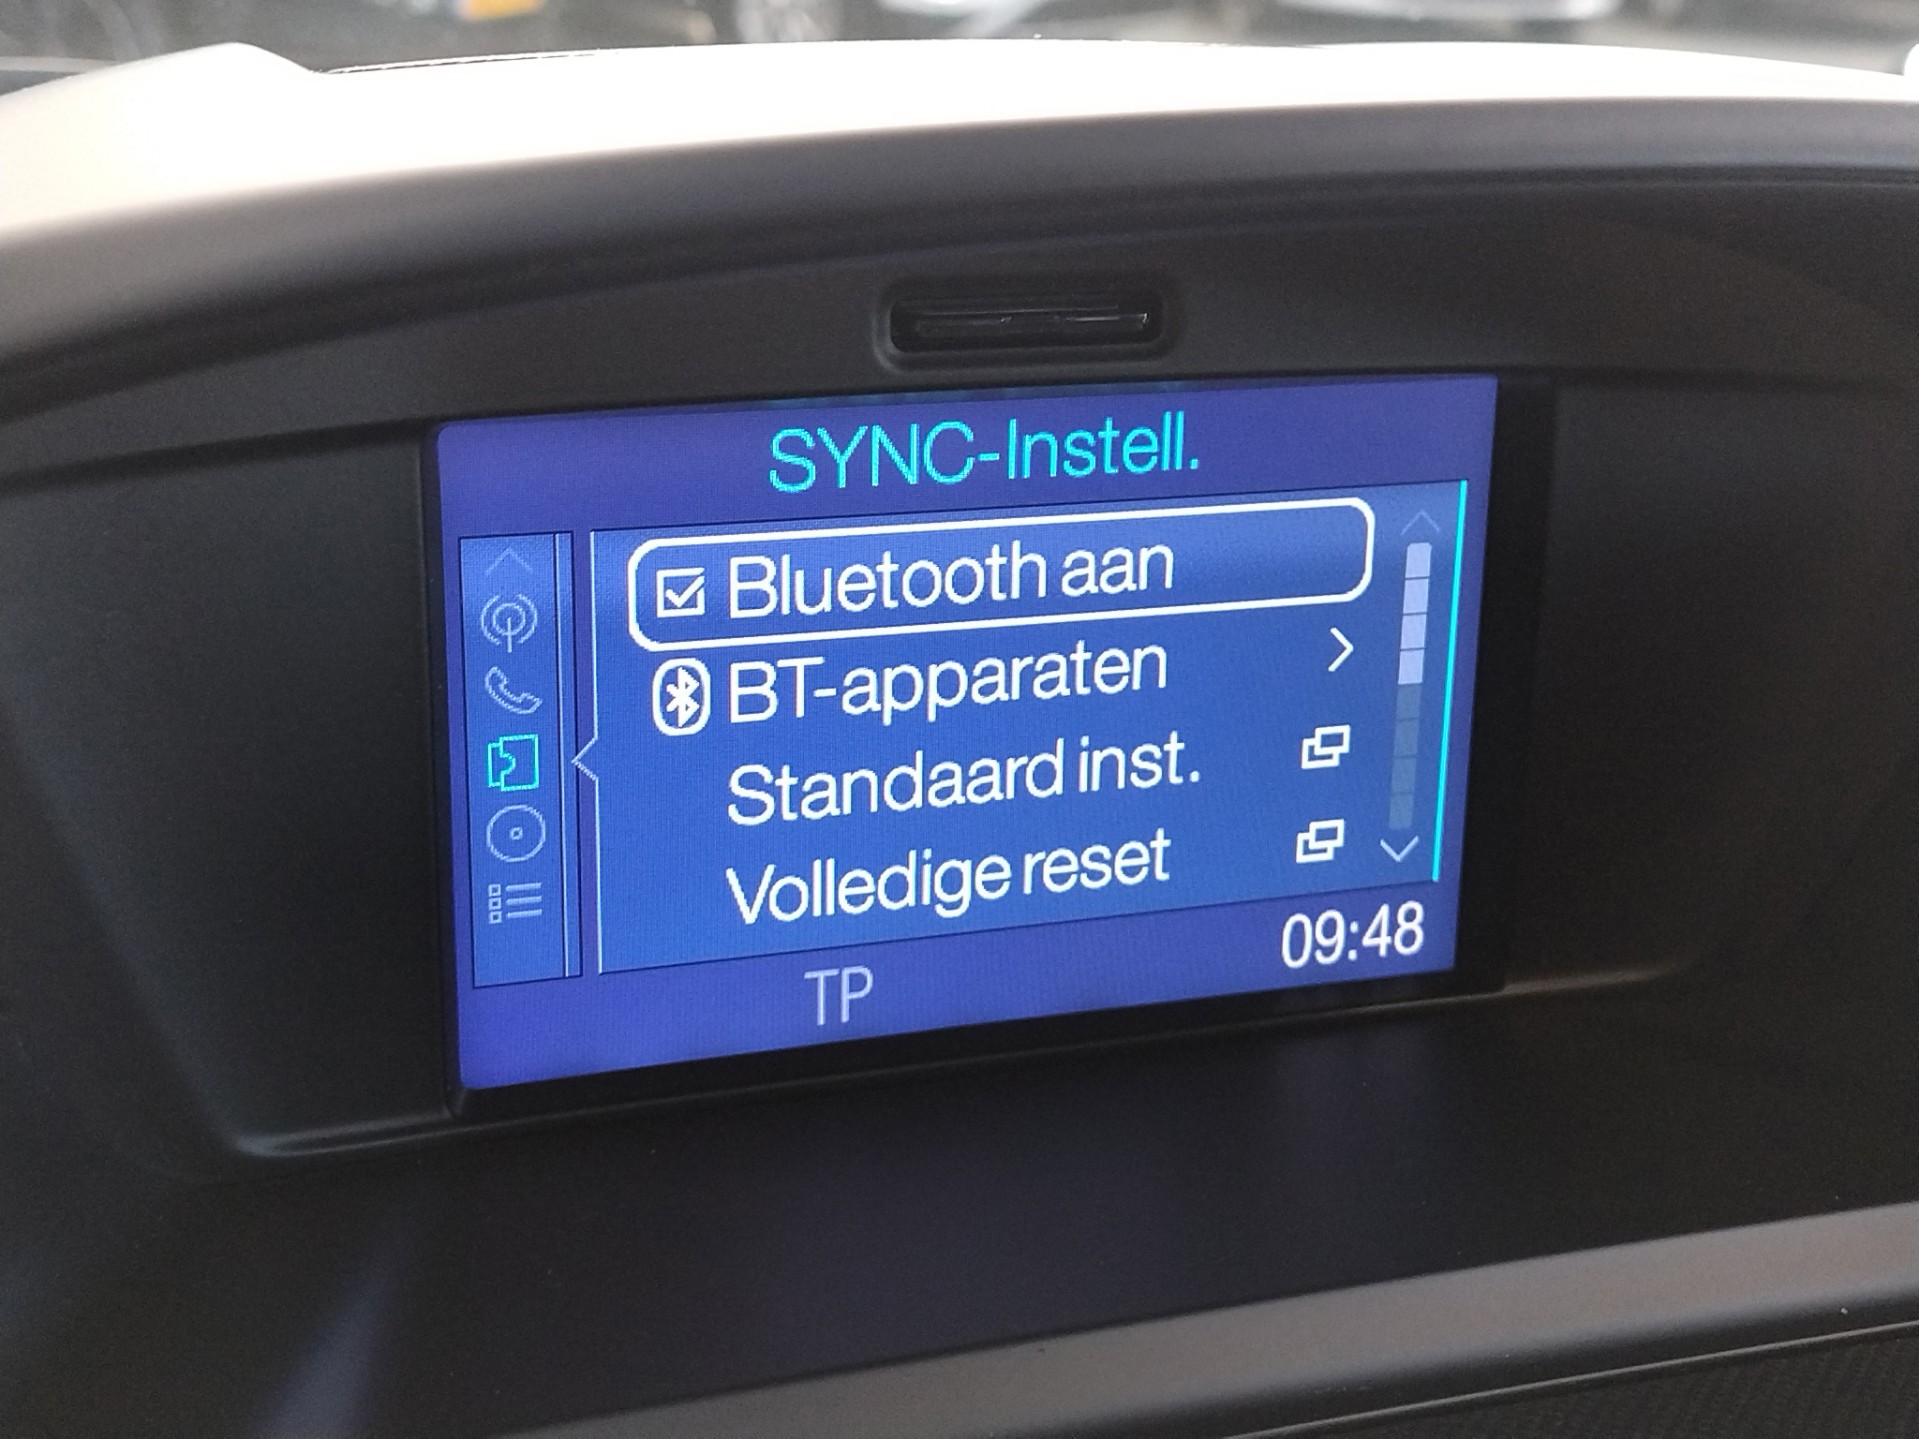 SYNC-Instell.
Bluetooth aan
BT-apparaten
Standaard inst.
Volledige reset
09:48
TP